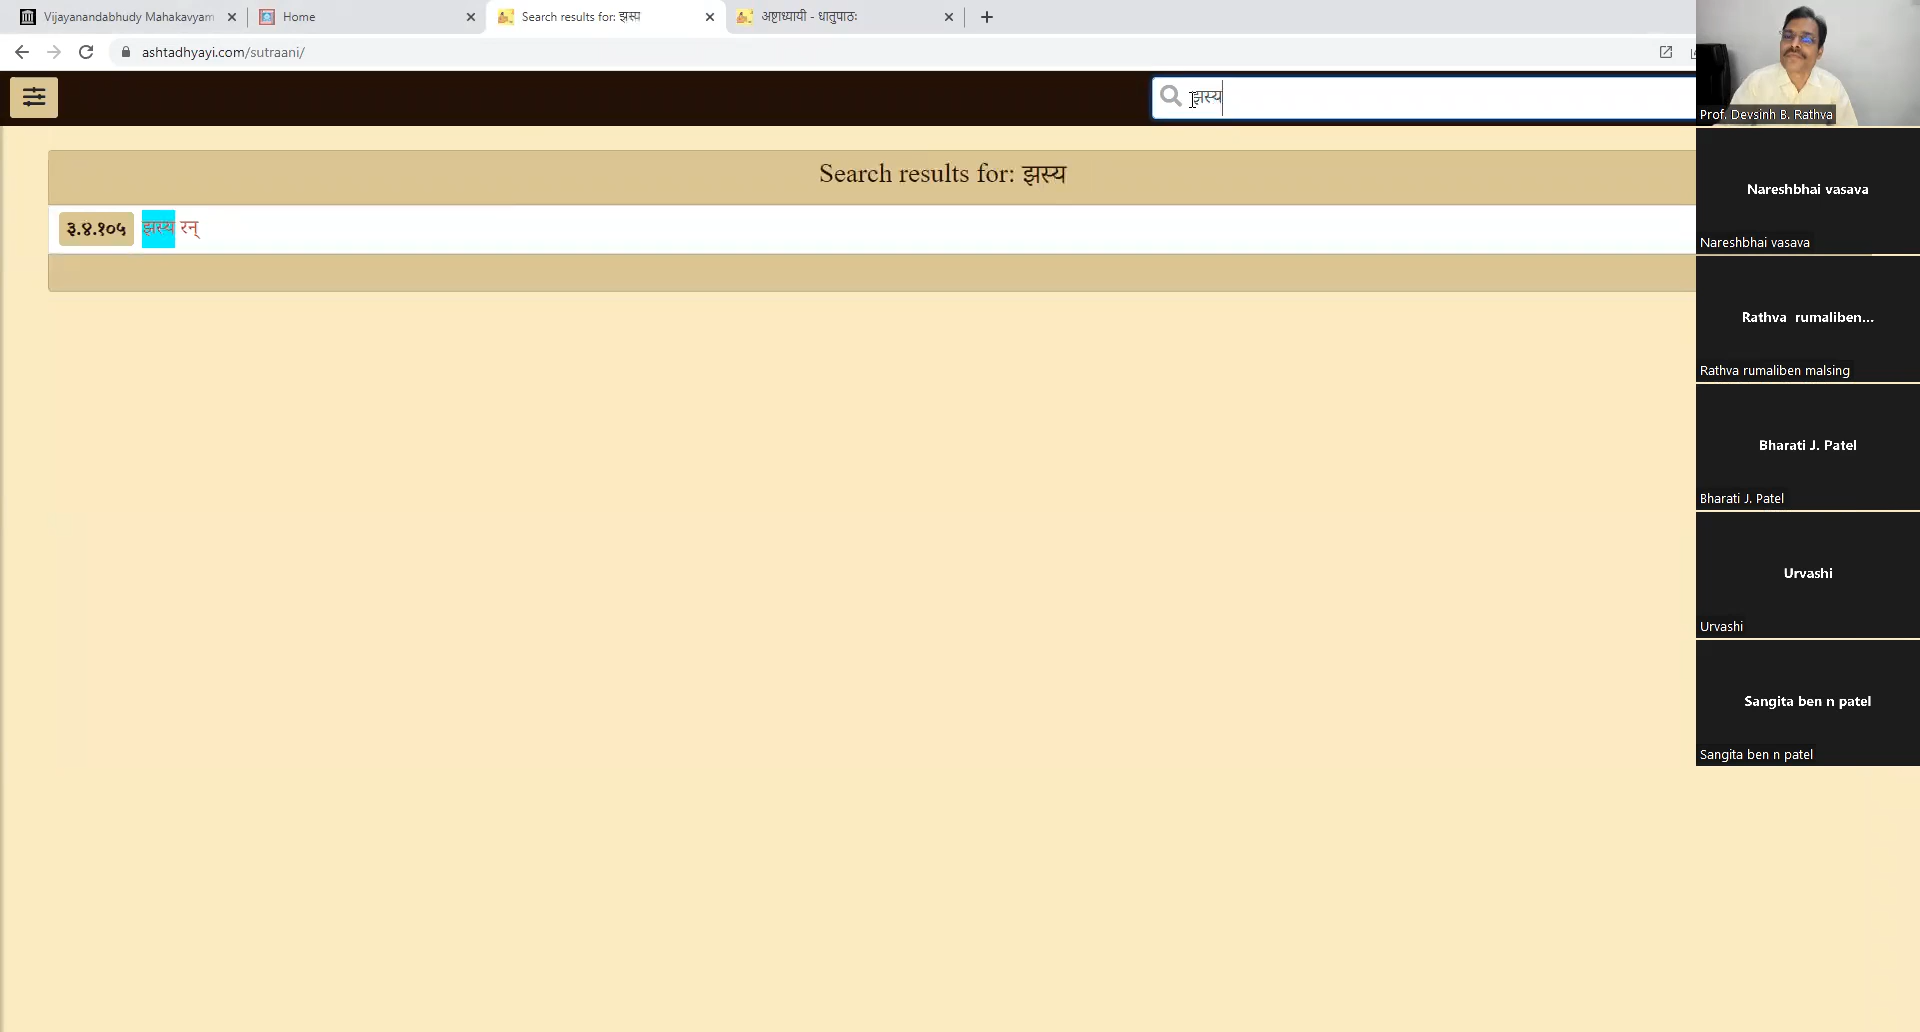 Vijayanandabhudy Mahakavyam
Home
Search results for: झस्य
अष्टाध्यायी - धातुपाठः
ashtadhyayi.com/sutraani/
झस्य
Search results for: झस्य
३.४.१०५ झस्य रन्
Prof. Devsinh B. Rathva
Nareshbhai vasava
Nareshbhai vasava
Rathva rumaliben...
Rathva rumaliben malsing
Bharati J. Patel
Bharati J. Patel
Urvashi
Urvashi
Sangita ben n patel
Sangita ben n patel